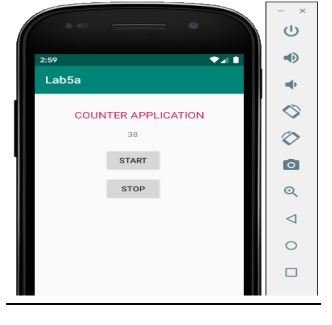 2:59
Lab5a
COUNTER APPLICATION
38
START
STOP